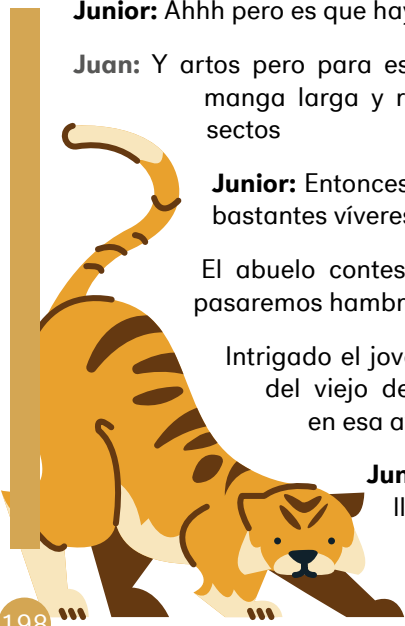 Junior: Ahhh pero es que hay
Juan: Y artos pero para es
manga larga y r
sectos
Junior: Entonces
bastantes víveres
El abuelo contes
pasaremos hambr
Intrigado el jov
del viejo de
en esa a
Jun
ll
198